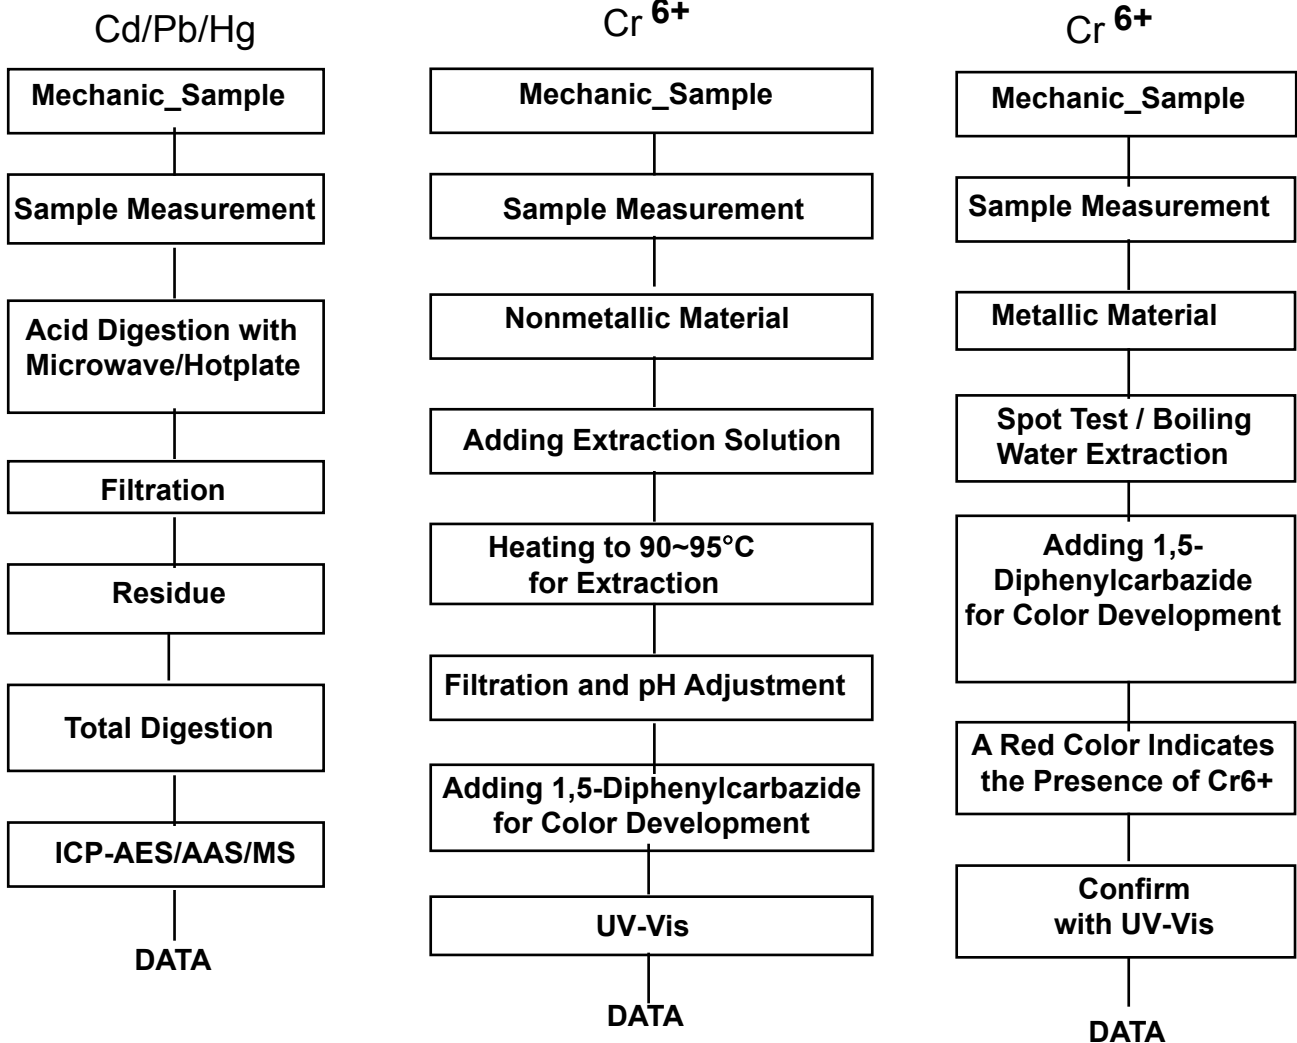 Cd/Pb/Hg
Mechanic_Sample
Sample Measurement
Acid Digestion with
Microwave/Hotplate
Filtration
Residue
Total Digestion
ICP-AES/AAS/MS
DATA
Cr 6+
Mechanic_Sample
Sample Measurement
Nonmetallic Material
Adding Extraction Solution
Heating to 90~95°C
for Extraction
Filtration and pH Adjustment
Adding 1,5-Diphenylcarbazide
for Color Development
UV-Vis
DATA
Cr 6+
Mechanic_Sample
Sample Measurement
Metallic Material
Spot Test / Boiling
Water Extraction
Adding 1,5-
Diphenylcarbazide
for Color Development
A Red Color Indicates
the Presence of Cr6+
Confirm
with UV-Vis
DATA